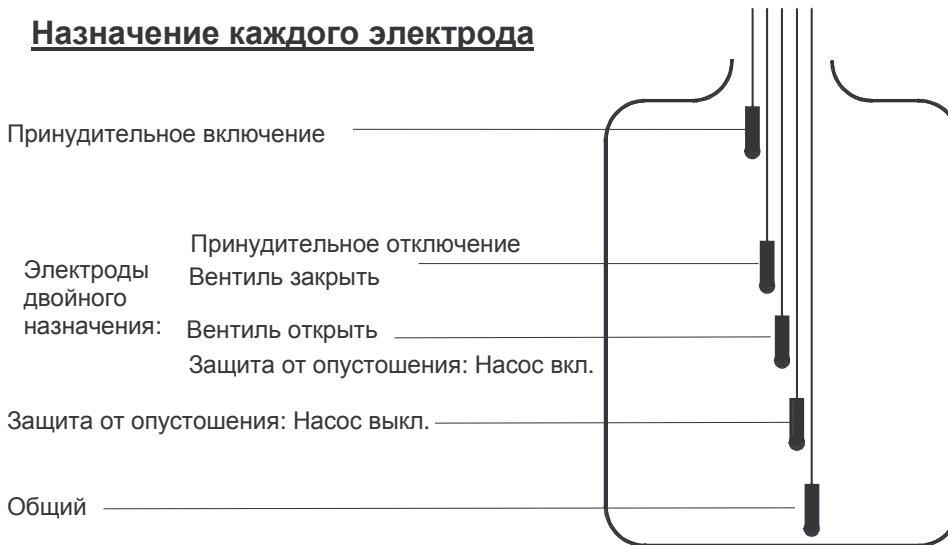 Назначение каждого электрода
Принудительное включение
Принудительное отключение
Электроды
двойного
назначения:
Вентиль закрыть
Вентиль открыть
Защита от опустошения: Насос вкл.
Защита от опустошения: Насос выкл.
Общий